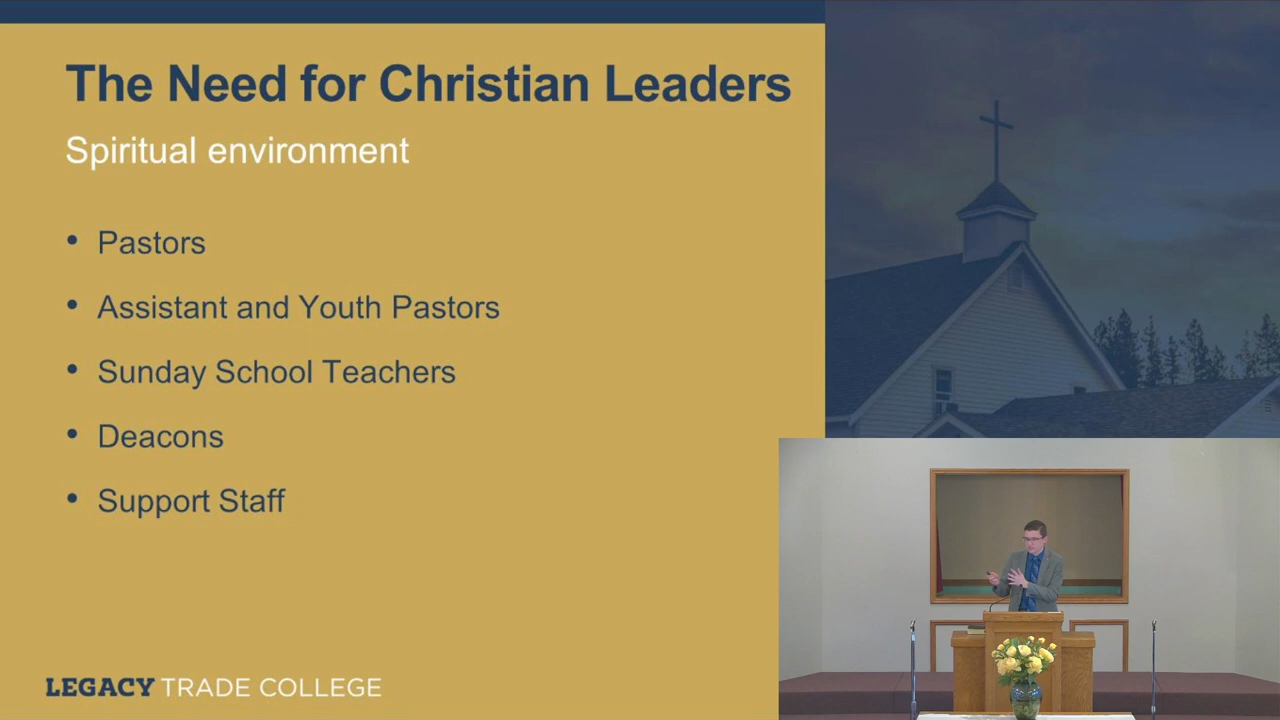 The Need for Christian Leaders
Spiritual environment
• Pastors
• Assistant and Youth Pastors
• Sunday School Teachers
• Deacons
• Support Staff
LEGACY TRADE COLLEGE